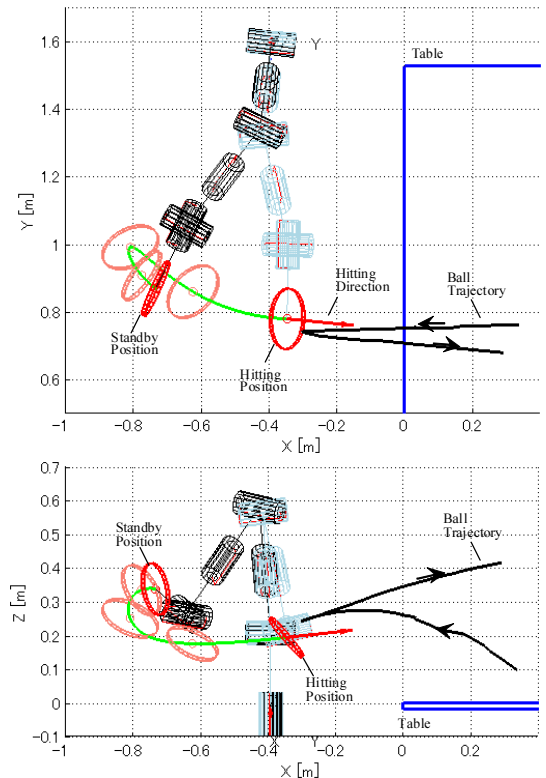 1.6
Y
Table
1.4
1.2
Y [m]
1
Hitting
Direction
Ball
Trajectory
0.8
Standby
Position
Hitting
Position
0.6
−1
−0.8
−0.6
−0.4
−0.2
0
0.2
X [m]
0.7
0.6
Standby
Position
Ball
Trajectory
0.5
0.4
Z [m]
0.3
0.2
0.1
Hitting
Position
0
Table
−0.1
X
Y
−1
−0.8
−0.6
−0.4
−0.2
0
0.2
X [m]